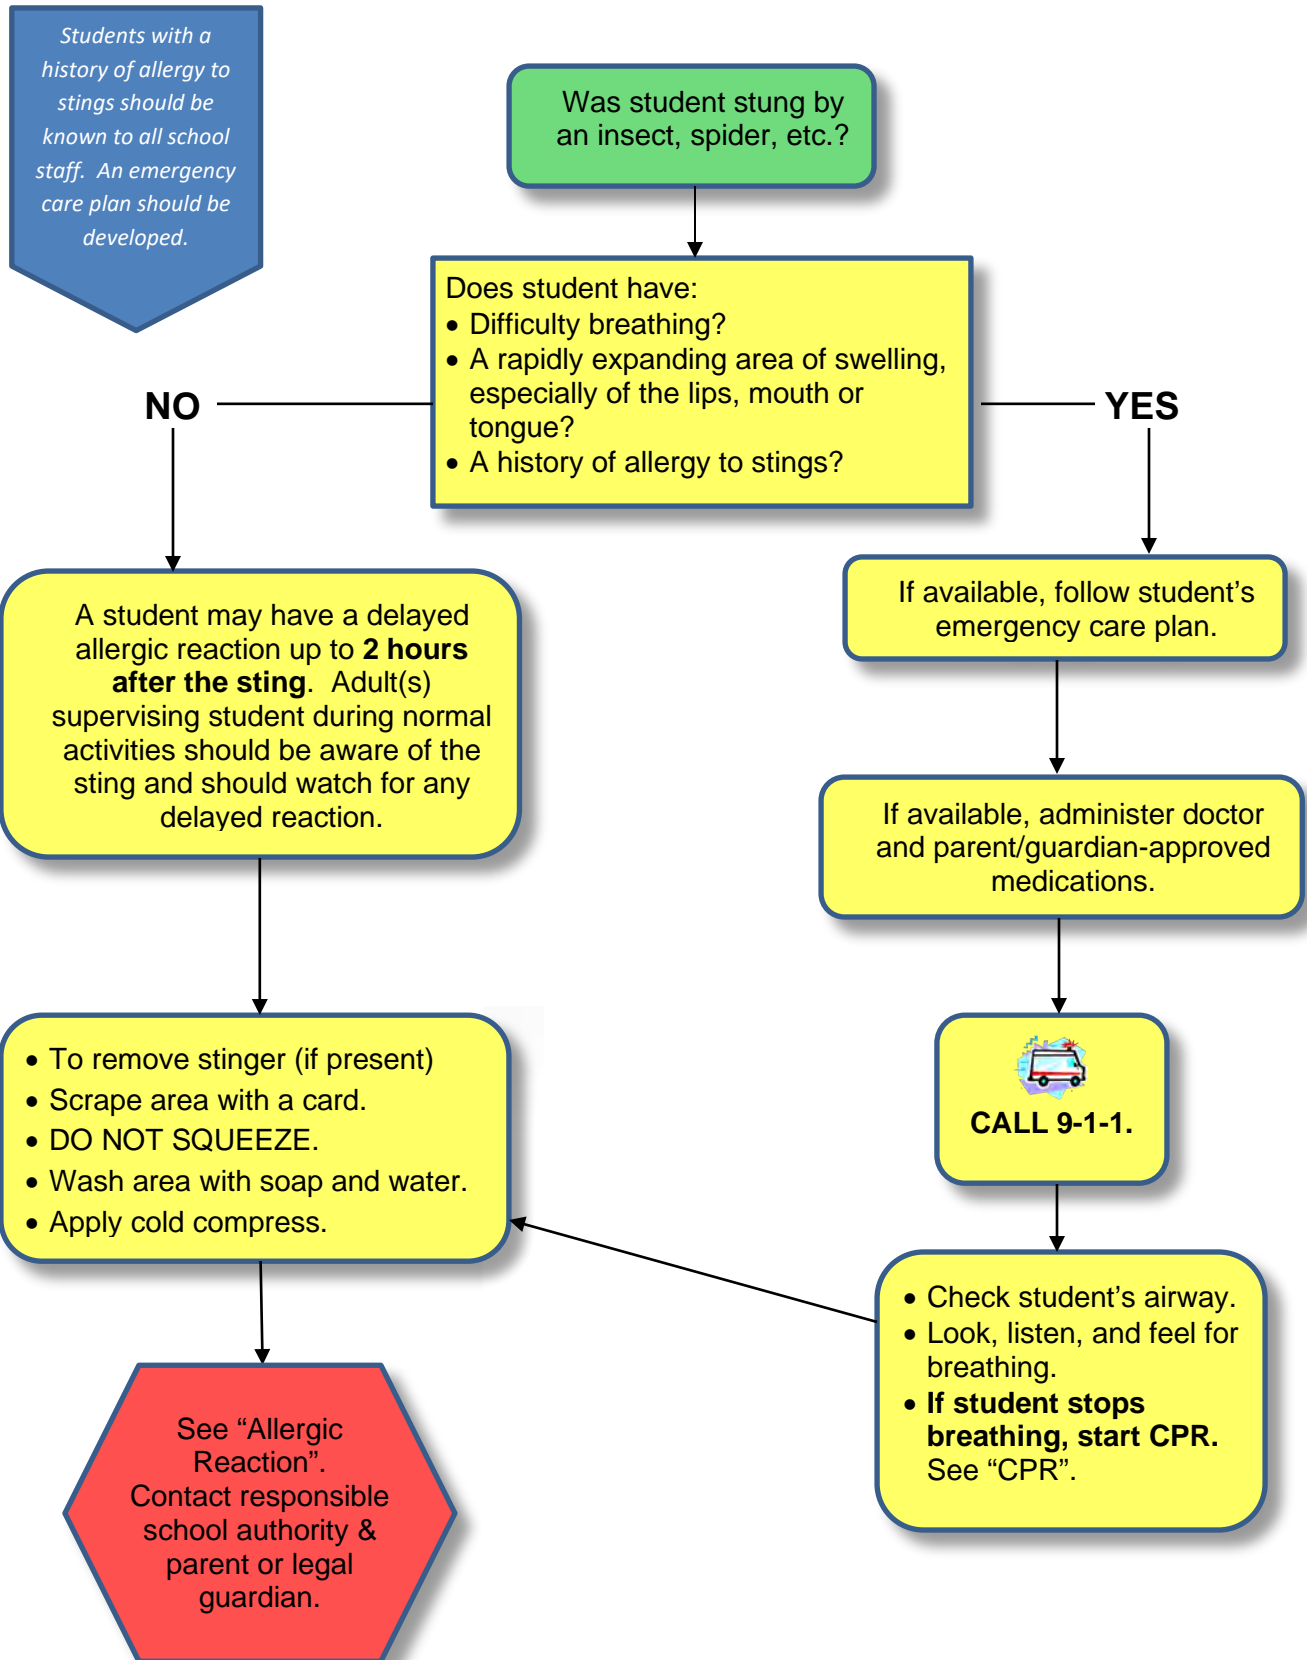 Students with a
history of allergy to
stings should be
known to all school
staff.  An emergency
care plan should be
developed.
Was student stung by
an insect, spider, etc.?
Does student have:
• Difficulty breathing?
• A rapidly expanding area of swelling,
especially of the lips, mouth or
tongue?
• A history of allergy to stings?
NO
YES
A student may have a delayed
allergic reaction up to 2 hours
after the sting.  Adult(s)
supervising student during normal
activities should be aware of the
sting and should watch for any
delayed reaction.
If available, follow student’s
emergency care plan.
If available, administer doctor
and parent/guardian-approved
medications.
• To remove stinger (if present)
• Scrape area with a card.
• DO NOT SQUEEZE.
• Wash area with soap and water.
• Apply cold compress.
CALL 9-1-1.
• Check student’s airway.
• Look, listen, and feel for
breathing.
• If student stops
breathing, start CPR.
See “CPR”.
See “Allergic
Reaction”.
Contact responsible
school authority &
parent or legal
guardian.